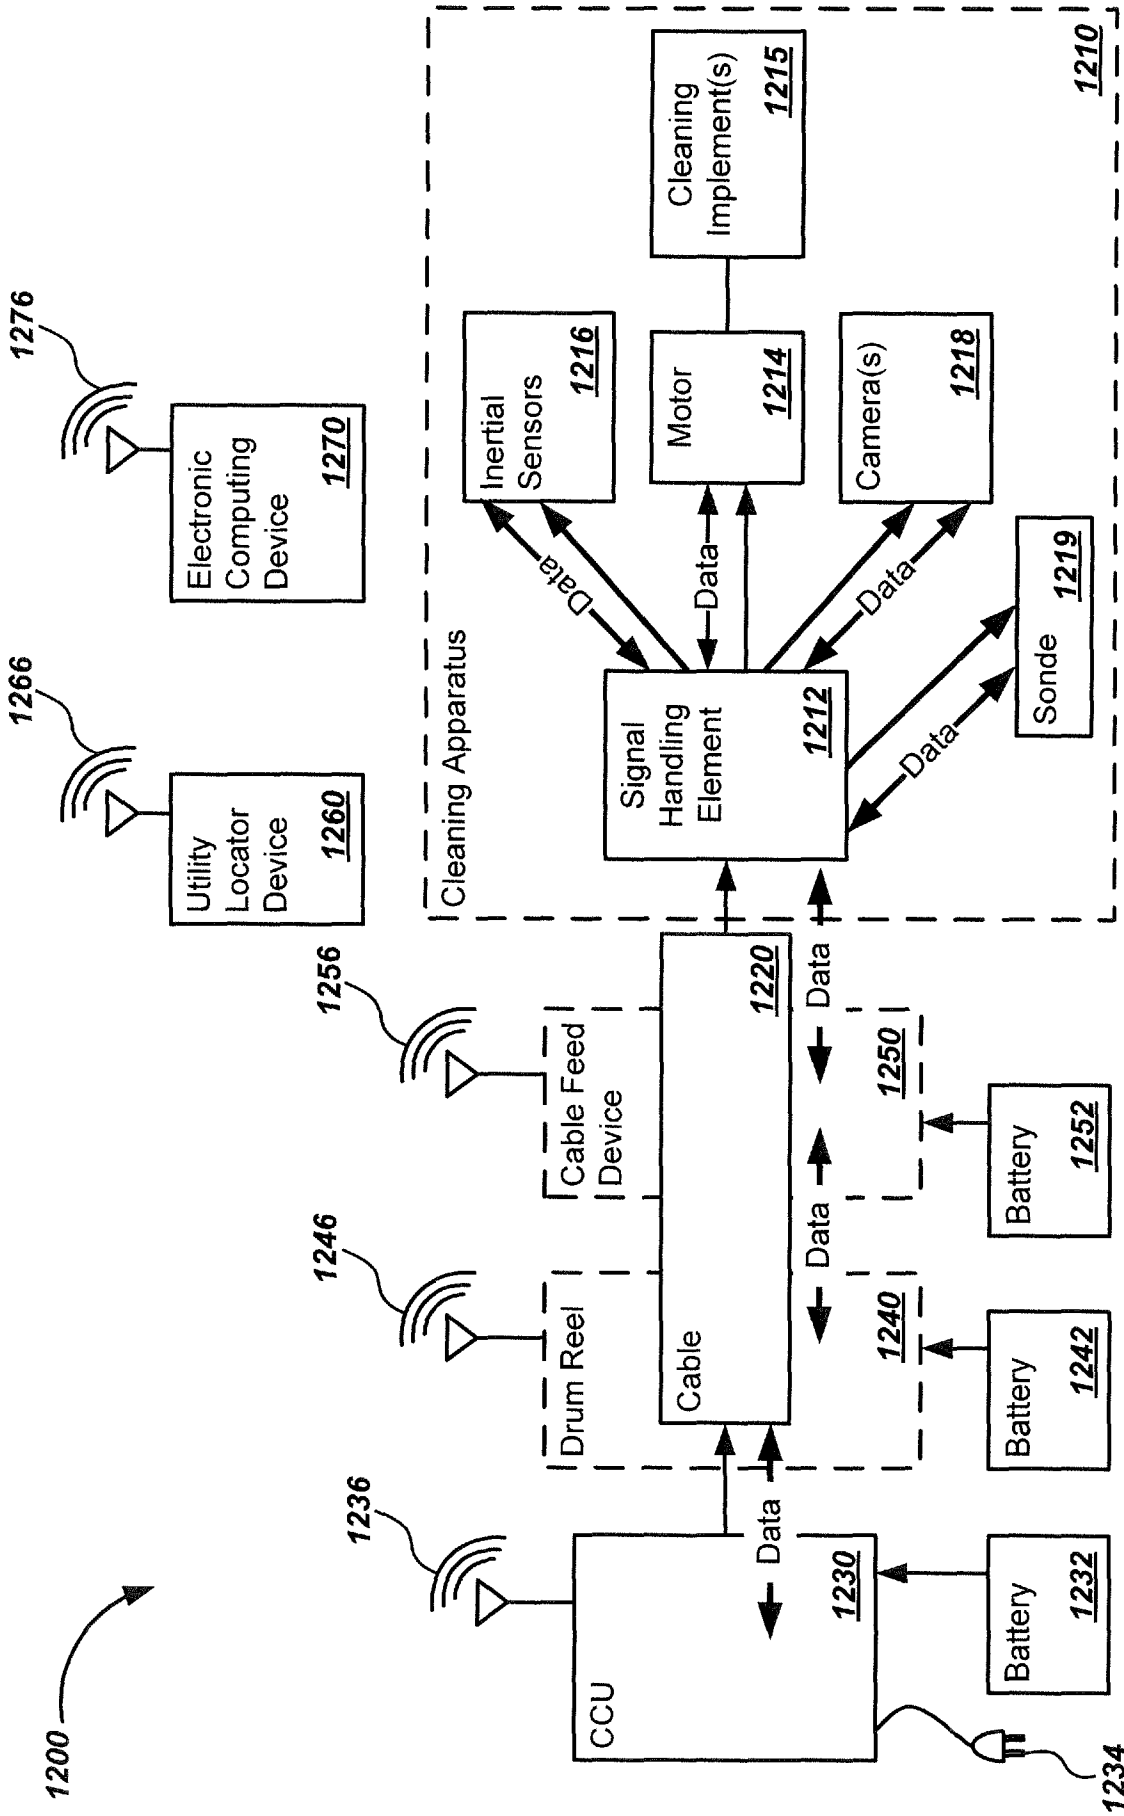 1200
1236
1246
1256
1266
1276
Utility
Locator
Device
1260
Electronic
Computing
Device
1270
CCU
1230
Data
1234
Battery
1232
Drum Reel
1240
Battery
1242
Cable Feed
Device
1250
Battery
1252
Cable
1220
Data
Data
Cleaning Apparatus
1210
Signal
Handling
Element
1212
Data
Data
Data
Data
Inertial
Sensors
1216
Motor
1214
Camera(s)
1218
Sonde
1219
Cleaning
Implement(s)
1215